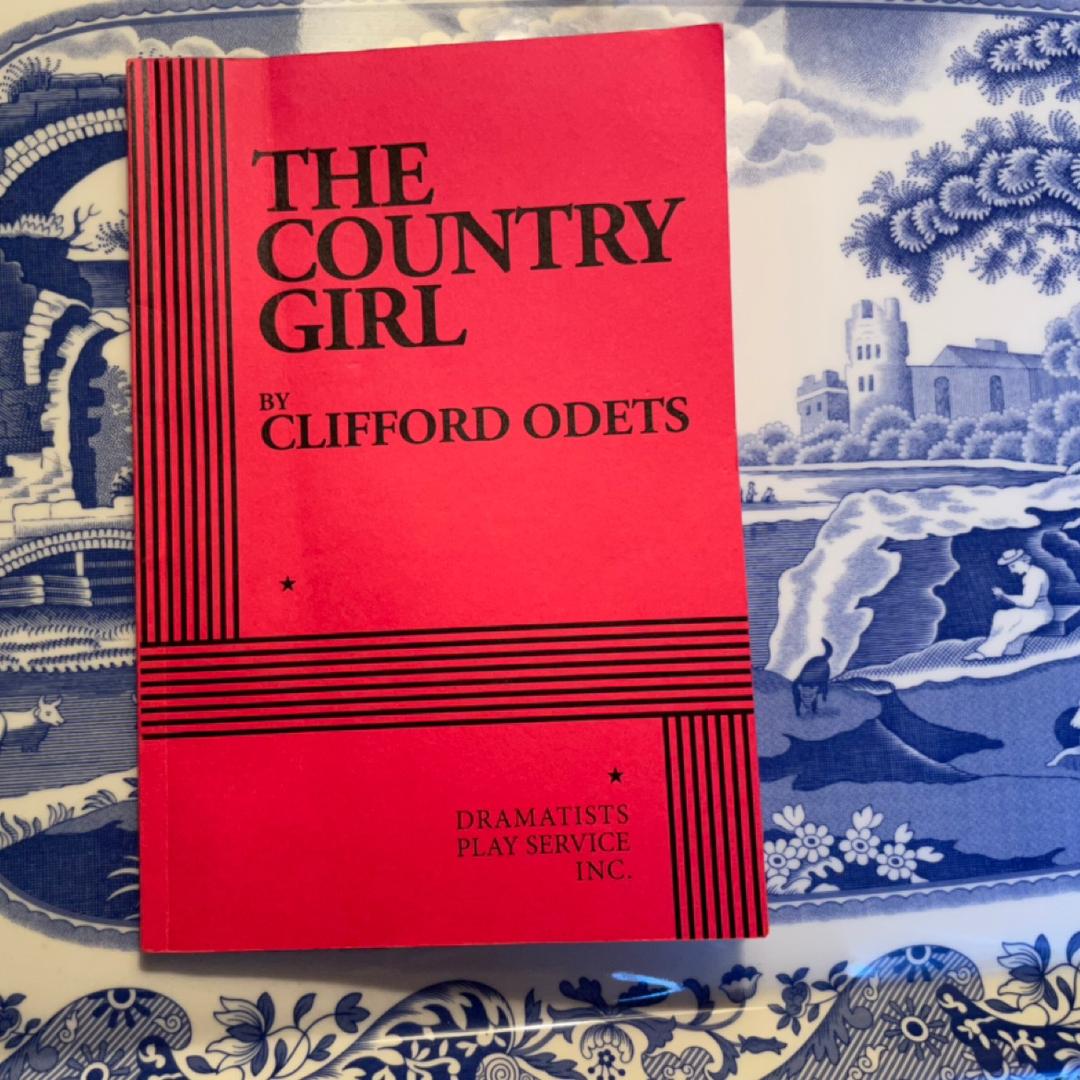 THE
COUNTRY
GIRL
BY
CLIFFORD ODETS
DRAMATISTS
PLAY SERVICE
INC.